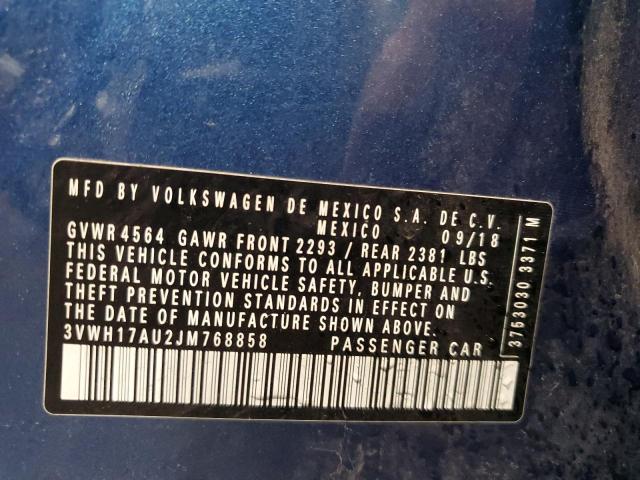 MFD BY VOLKSWAGEN DE MEXICO S.A. DE C.V.
MEXICO 09/18
GVWR 4564 GAWR FRONT 2293 / REAR 2381 LBS
THIS VEHICLE CONFORMS TO ALL APPLICABLE U.S.
FEDERAL MOTOR VEHICLE SAFETY, BUMPER AND
THEFT PREVENTION STANDARDS IN EFFECT ON
THE DATE OF MANUFACTURE SHOWN ABOVE.
3VWH17AU2JM768858 PASSENGER CAR
3763030 3371 M